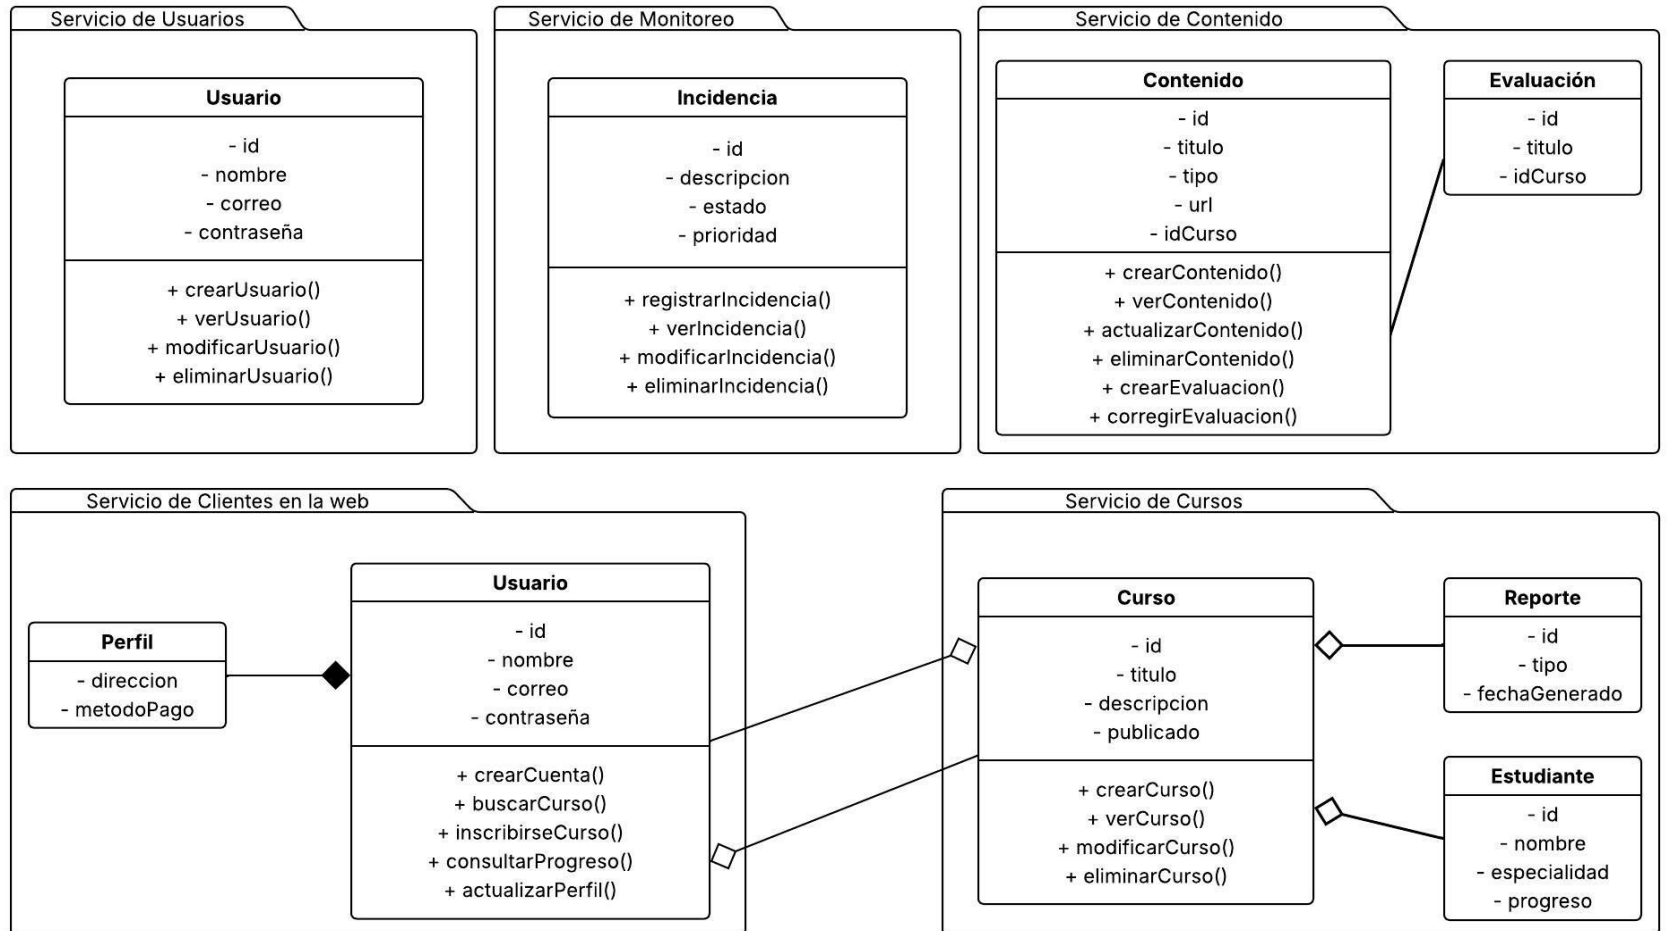 Servicio de Usuarios
Usuario
- id
- nombre
- correo
- contraseña
+ crearUsuario()
+ verUsuario()
+ modificarUsuario()
+ eliminarUsuario()
Servicio de Monitoreo
Incidencia
- id
- descripcion
- estado
- prioridad
+ registrarIncidencia()
+ verIncidencia()
+ modificarIncidencia()
+ eliminarIncidencia()
Servicio de Contenido
Contenido
- id
- titulo
- tipo
- url
- idCurso
+ crearContenido()
+ verContenido()
+ actualizarContenido()
+ eliminarContenido()
+ crearEvaluacion()
+ corregirEvaluacion()
Evaluación
- id
- titulo
- idCurso
Servicio de Clientes en la web
Perfil
- direccion
- metodoPago
Usuario
- id
- nombre
- correo
- contraseña
+ crearCuenta()
+ buscarCurso()
+ inscribirseCurso()
+ consultarProgreso()
+ actualizarPerfil()
Servicio de Cursos
Curso
- id
- titulo
- descripcion
- publicado
+ crearCurso()
+ verCurso()
+ modificarCurso()
+ eliminarCurso()
Reporte
- id
- tipo
- fechaGenerado
Estudiante
- id
- nombre
- especialidad
- progreso